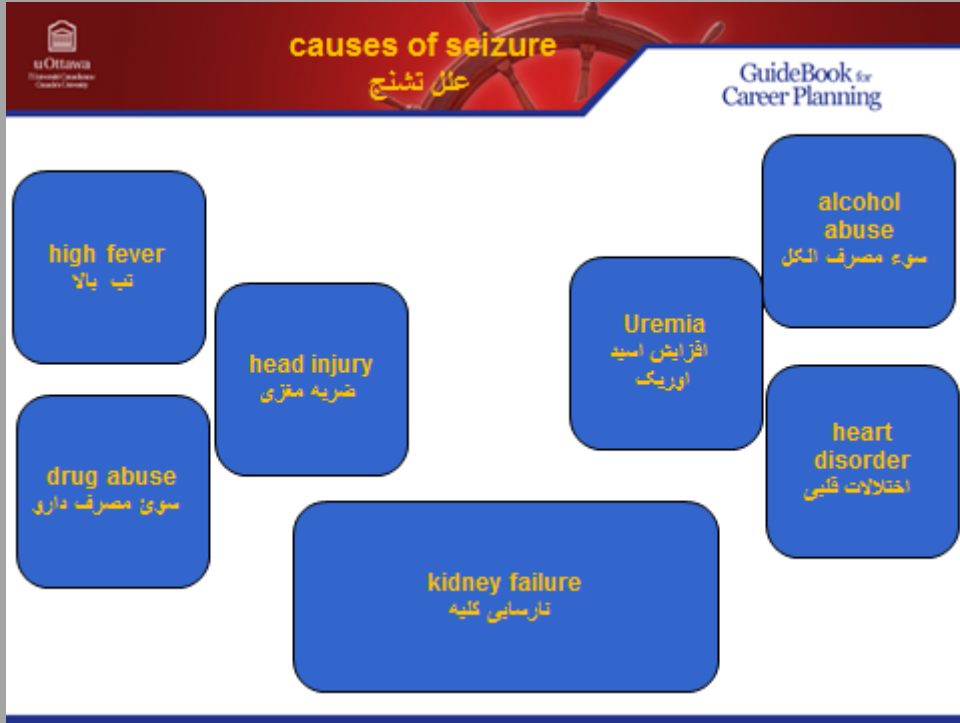 uOttawa
causes of seizure
علل تشنج
GuideBook for
Career Planning
high fever
تب بالا
head injury
ضربه مغزی
drug abuse
سوئ مصرف دارو
Uremia
افزایش اسید
اوریک
alcohol
abuse
سوء مصرف الکل
heart
disorder
اختلالات قلبی
kidney failure
نارسایی کلیه